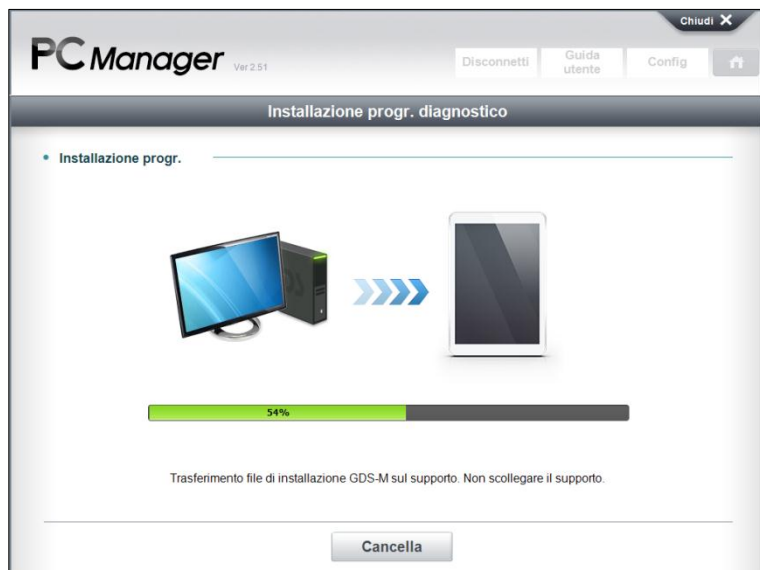 Chiudi X
PC Manager Ver 2.51
Disconnetti
Guida
utente
Config
Installazione progr. diagnostico
• Installazione progr.
54%
Trasferimento file di installazione GDS-M sul supporto. Non scollegare il supporto.
Cancella